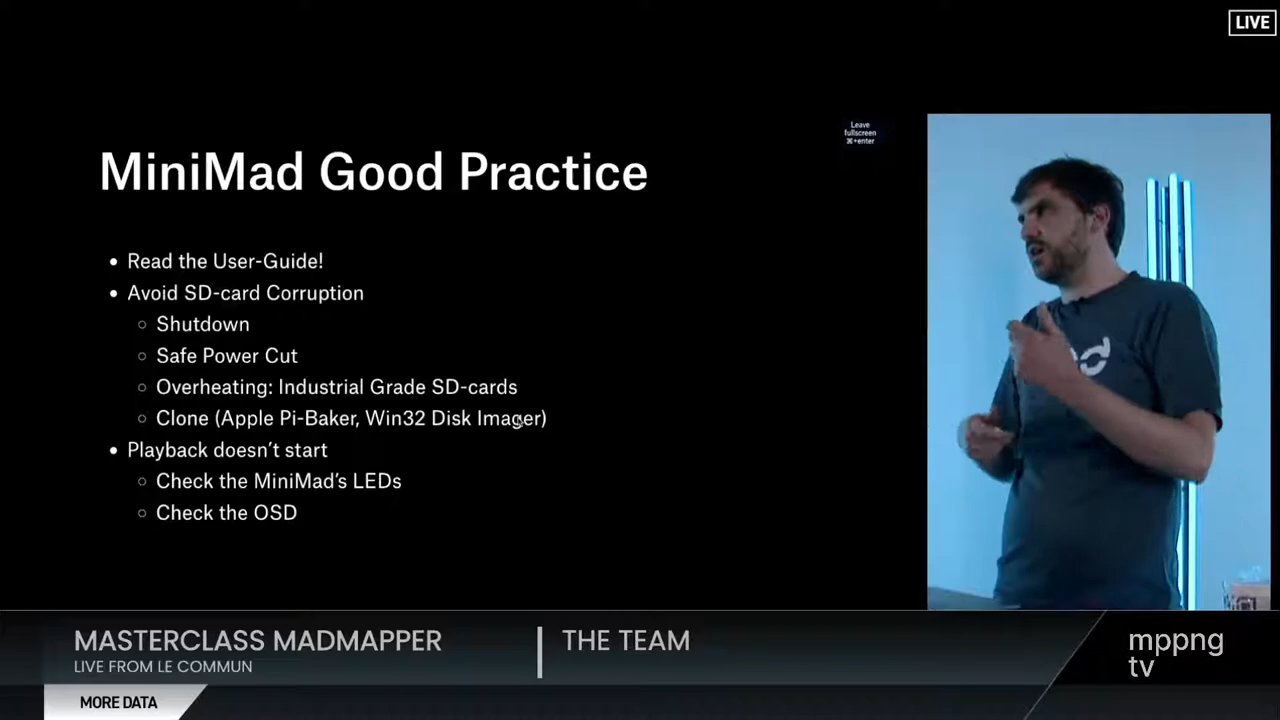 LIVE
Leave
fullscreen
⌘+enter
MiniMad Good Practice
• Read the User-Guide!
• Avoid SD-card Corruption
○ Shutdown
○ Safe Power Cut
○ Overheating: Industrial Grade SD-cards
○ Clone (Apple Pi-Baker, Win32 Disk Imager)
• Playback doesn’t start
○ Check the MiniMad’s LEDs
○ Check the OSD
MASTERCLASS MADMAPPER
LIVE FROM LE COMMUN
THE TEAM
mppng
tv
MORE DATA